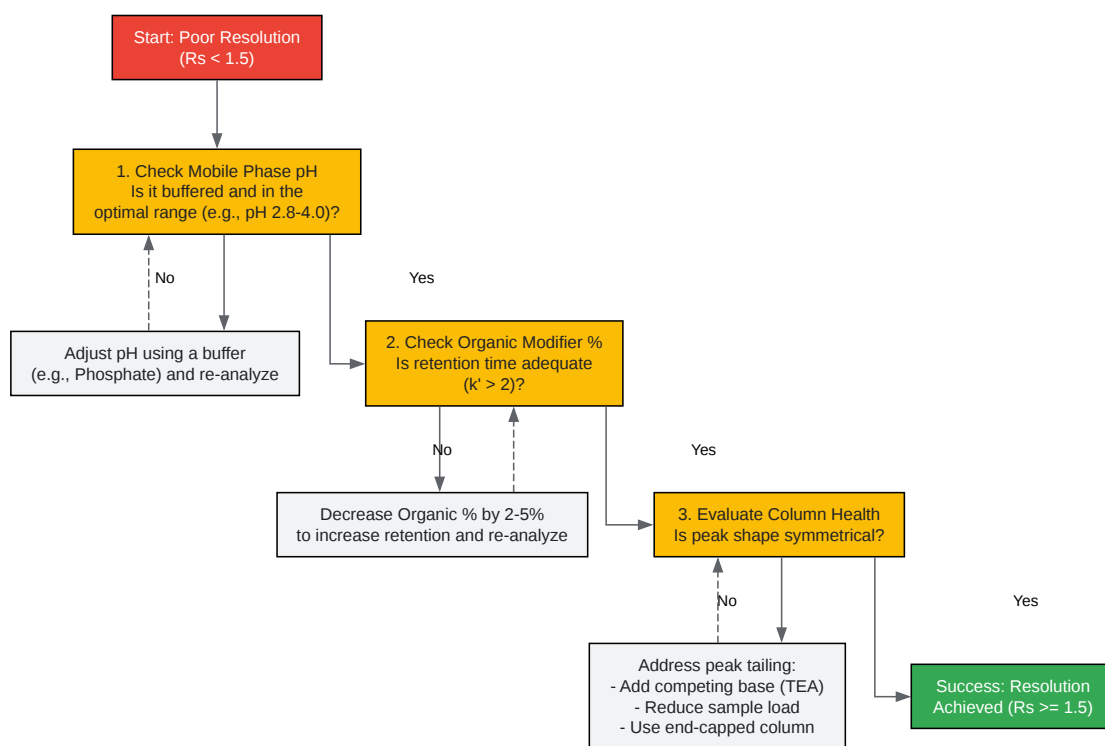 Start: Poor Resolution
(Rs < 1.5)
1. Check Mobile Phase pH
Is it buffered and in the
optimal range (e.g., pH 2.8-4.0)?
No
Yes
Adjust pH using a buffer
(e.g., Phosphate) and re-analyze
2. Check Organic Modifier %
Is retention time adequate
(k' > 2)?
No
Yes
Decrease Organic % by 2-5%
to increase retention and re-analyze
3. Evaluate Column Health
Is peak shape symmetrical?
No
Yes
Address peak tailing:
- Add competing base (TEA)
- Reduce sample load
- Use end-capped column
Success: Resolution
Achieved (Rs >= 1.5)